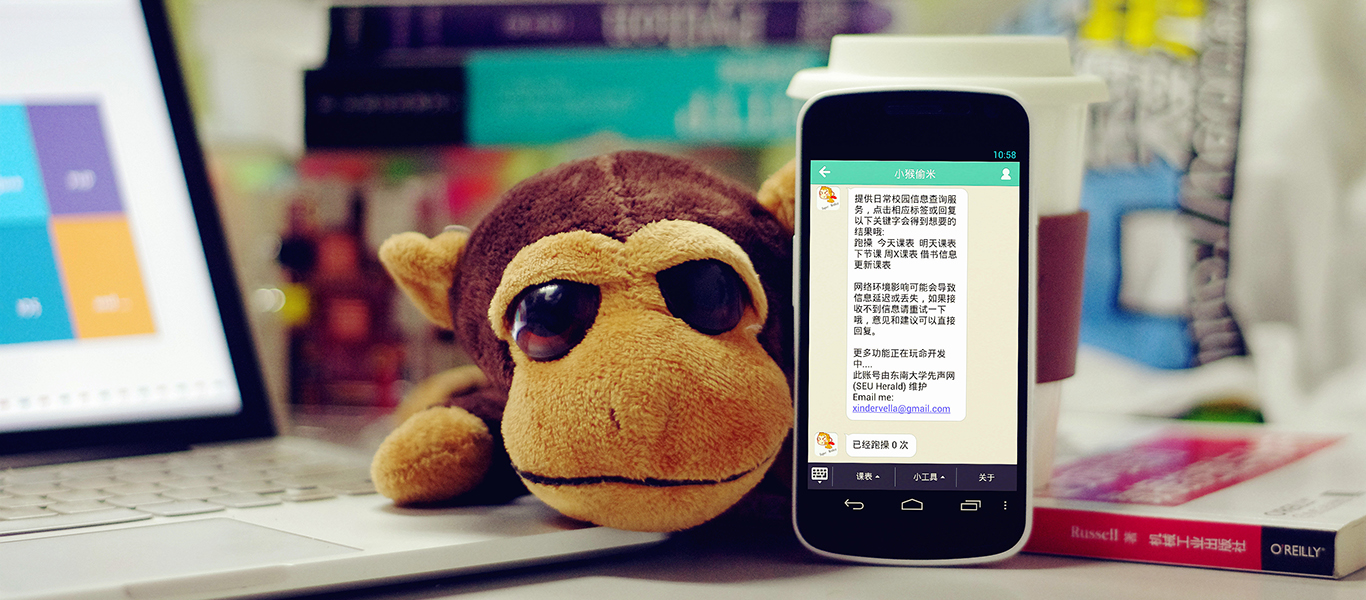 10:58
小猴偷米
提供日常校园信息查询服
务，点击相应标签或回复
以下关键字会得到想要的
结果哦:
跑操 今天课表 明天课表
下节课 周X课表 借书信息
更新课表
网络环境影响可能会导致
信息延迟或丢失，如果接
收不到信息请重试一下
哦，意见和建议可以直接
回复。
更多功能正在玩命开发
中....
此账号由东南大学先声网
(SEU Herald) 维护
Email me:
xindervella@gmail.com
已经跑操 0 次
课表
小工具
关于
Russell 著 机械工业出版社 O'REILLY